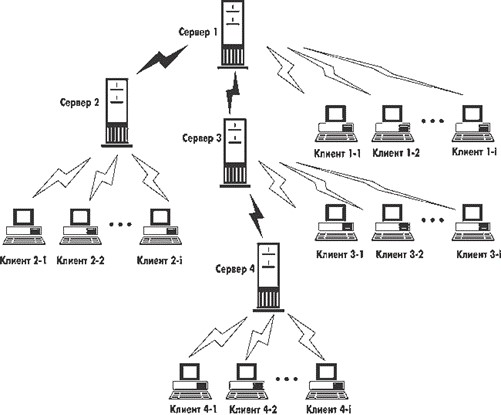 Сервер 1
Сервер 2
Сервер 3
Клиент 1-1 Клиент 1-2 Клиент 1-i
Клиент 2-1 Клиент 2-2 Клиент 2-i
Клиент 3-1 Клиент 3-2 Клиент 3-i
Сервер 4
Клиент 4-1 Клиент 4-2 Клиент 4-i